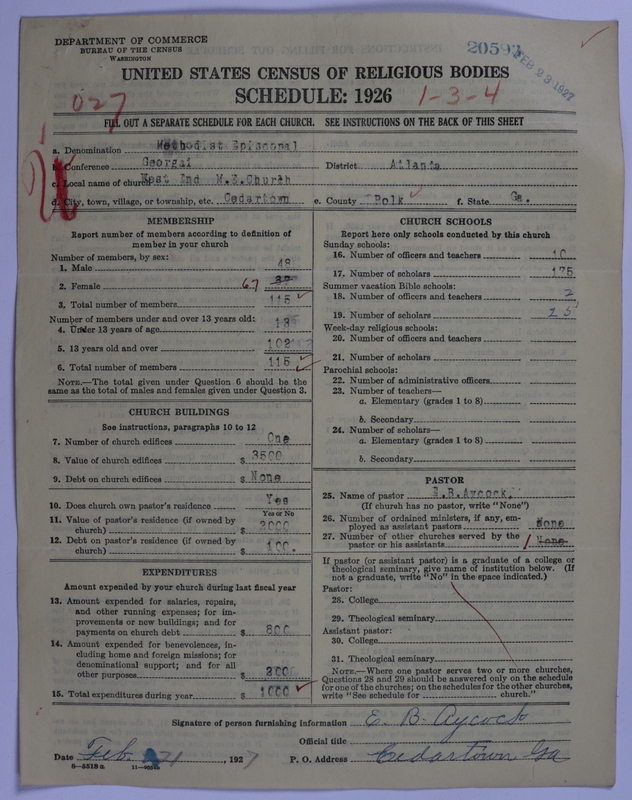 DEPARTMENT OF COMMERCE
BUREAU OF THE CENSUS
WASHINGTON
FEB 23 1927
UNITED STATES CENSUS OF RELIGIOUS BODIES
SCHEDULE: 1926
027
1-3-4
FILL OUT A SEPARATE SCHEDULE FOR EACH CHURCH. SEE INSTRUCTIONS ON THE BACK OF THIS SHEET
a. Denomination Methodist Episcopal
b. Conference Georgai District Atlanta
c. Local name of church West End M.E.Church
d. City, town, village, or township, etc. Cedartown e. County Polk f. State Ga.
MEMBERSHIP
Report number of members according to definition of
member in your church
Number of members, by sex:
1. Male 48
2. Female 67
3. Total number of members 115
Number of members under and over 13 years old:
4. Under 13 years of age 13
5. 13 years old and over 102
6. Total number of members 115
NOTE.—The total given under Question 6 should be the
same as the total of males and females given under Question 3.
CHURCH BUILDINGS
See instructions, paragraphs 10 to 12
7. Number of church edifices One
8. Value of church edifices $ 3500
9. Debt on church edifices $ None
10. Does church own pastor's residence Yes
Yes or No
11. Value of pastor's residence (if owned by
church) $ 2000
12. Debt on pastor's residence (if owned by
church) $ 100.
EXPENDITURES
Amount expended by your church during last fiscal year
13. Amount expended for salaries, repairs,
and other running expenses; for im-
provements or new buildings; and for
payments on church debt $ 800
14. Amount expended for benevolences, in-
cluding home and foreign missions; for
denominational support; and for all
other purposes $ 200
15. Total expenditures during year $ 1000
CHURCH SCHOOLS
Report here only schools conducted by this church
Sunday schools:
16. Number of officers and teachers 10
17. Number of scholars 175
Summer vacation Bible schools:
18. Number of officers and teachers 2
19. Number of scholars 25
Week-day religious schools:
20. Number of officers and teachers
21. Number of scholars
Parochial schools:
22. Number of administrative officers
23. Number of teachers—
a. Elementary (grades 1 to 8)
b. Secondary
24. Number of scholars—
a. Elementary (grades 1 to 8)
b. Secondary
PASTOR
25. Name of pastor E.B.Aycock.
(If church has no pastor, write "None")
26. Number of ordained ministers, if any, em-
ployed as assistant pastors None
27. Number of other churches served by the
pastor or his assistants 1 None
If pastor (or assistant pastor) is a graduate of a college or
theological seminary, give name of institution below. (If
not a graduate, write "No" in the space indicated.)
Pastor:
28. College
29. Theological seminary
Assistant pastor:
30. College
31. Theological seminary
NOTE.—Where one pastor serves two or more churches,
Questions 28 and 29 should be answered only on the schedule
for one of the churches; on the schedules for the other churches,
write "See schedule for church."
Signature of person furnishing information E. B. Aycock
Official title
Date Feb. 21, 1927 P. O. Address Cedartown Ga
8-5518a